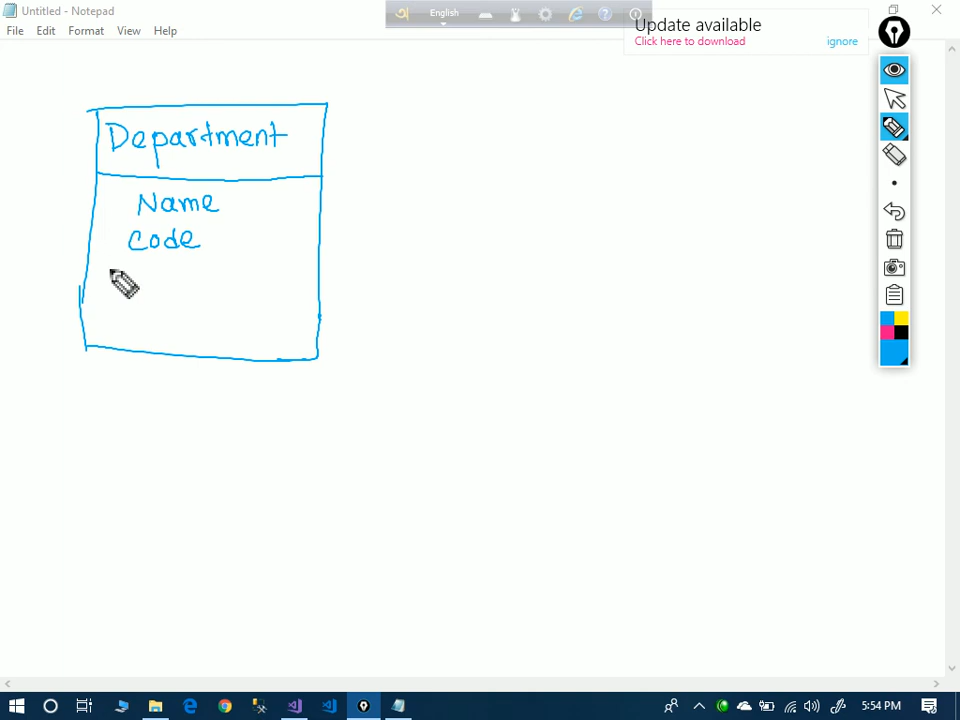 Untitled - Notepad
English
File Edit Format View Help
Update available
Click here to download
ignore
Department
Name
Code
5:54 PM